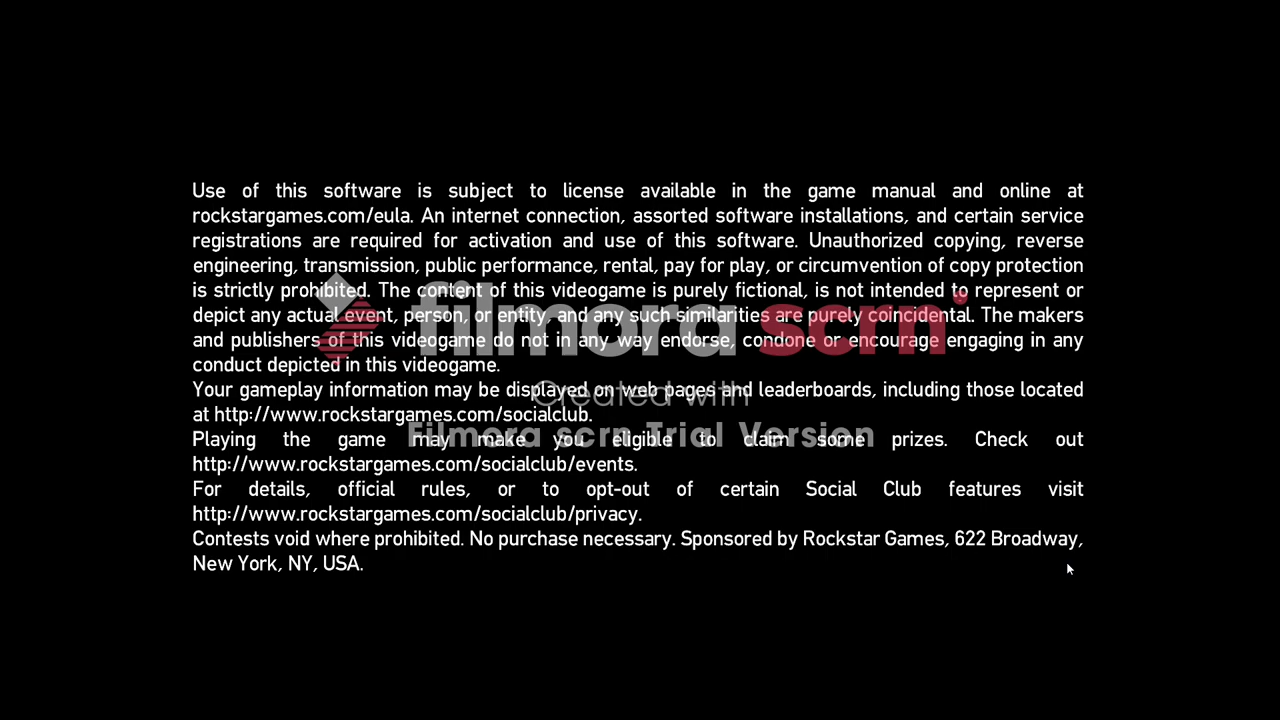 Use of this software is subject to license available in the game manual and online at
rockstargames.com/eula. An internet connection, assorted software installations, and certain service
registrations are required for activation and use of this software. Unauthorized copying, reverse
engineering, transmission, public performance, rental, pay for play, or circumvention of copy protection
is strictly prohibited. The content of this videogame is purely fictional, is not intended to represent or
depict any actual event, person, or entity, and any such similarities are purely coincidental. The makers
and publishers of this videogame do not in any way endorse, condone or encourage engaging in any
conduct depicted in this videogame.
Your gameplay information may be displayed on web pages and leaderboards, including those located
at http://www.rockstargames.com/socialclub.
Playing the game may make you eligible to claim some prizes. Check out
http://www.rockstargames.com/socialclub/events.
For details, official rules, or to opt-out of certain Social Club features visit
http://www.rockstargames.com/socialclub/privacy.
Contests void where prohibited. No purchase necessary. Sponsored by Rockstar Games, 622 Broadway,
New York, NY, USA.
filmora scrn
Created with
Filmora scrn Trial Version